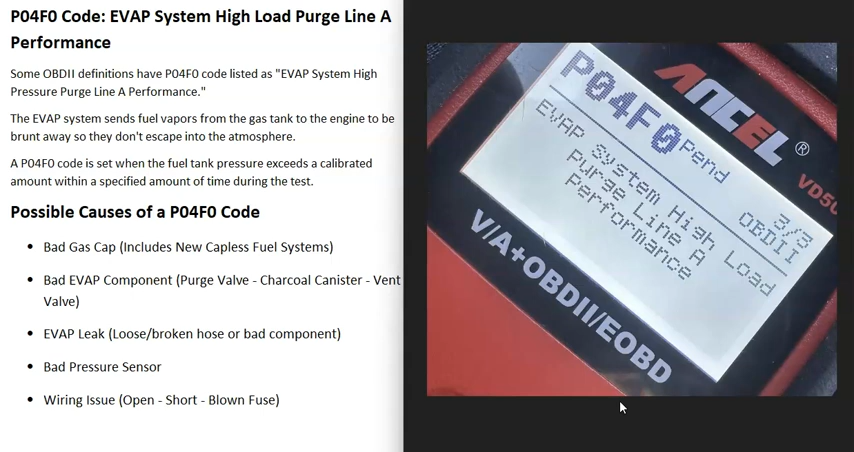 P04F0 Code: EVAP System High Load Purge Line A
Performance
Some OBDII definitions have P04F0 code listed as "EVAP System High
Pressure Purge Line A Performance."
The EVAP system sends fuel vapors from the gas tank to the engine to be
brunt away so they don't escape into the atmosphere.
A P04F0 code is set when the fuel tank pressure exceeds a calibrated
amount within a specified amount of time during the test.
Possible Causes of a P04F0 Code
Bad Gas Cap (Includes New Capless Fuel Systems)
Bad EVAP Component (Purge Valve - Charcoal Canister - Vent
Valve)
EVAP Leak (Loose/broken hose or bad component)
Bad Pressure Sensor
Wiring Issue (Open - Short - Blown Fuse)
ANCEL®
VD50
P04F0 Pend 3/3
OBDII
EVAP System High Load
Purge Line A
Performance
V/A+OBDII/EOBD